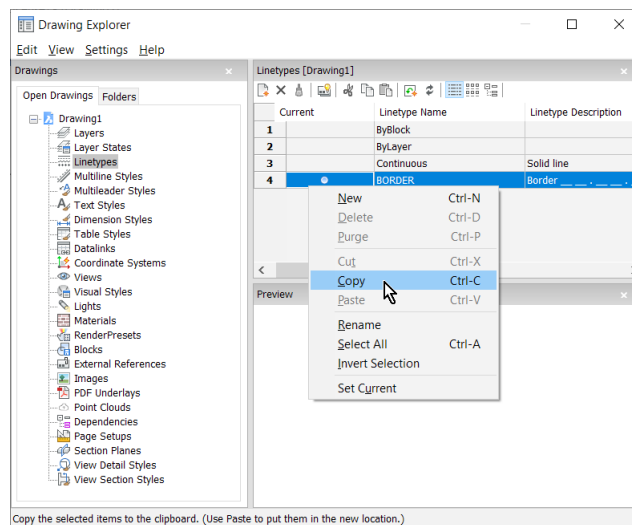 Drawing Explorer
Edit View Settings Help
Drawings
Open Drawings Folders
Drawing1
Layers
Layer States
Linetypes
Multiline Styles
Multileader Styles
Text Styles
Dimension Styles
Table Styles
Datalinks
Coordinate Systems
Views
Visual Styles
Lights
Materials
RenderPresets
Blocks
External References
Images
PDF Underlays
Point Clouds
Dependencies
Page Setups
Section Planes
View Detail Styles
View Section Styles
Linetypes [Drawing1]
Current Linetype Name Linetype Description
1 ByBlock
2 ByLayer
3 Continuous Solid line
4 BORDER Border __ __ . __ __ .
New Ctrl-N
Delete Ctrl-D
Purge Ctrl-P
Cut Ctrl-X
Copy Ctrl-C
Paste Ctrl-V
Rename
Select All Ctrl-A
Invert Selection
Set Current
Preview
Copy the selected items to the clipboard. (Use Paste to put them in the new location.)